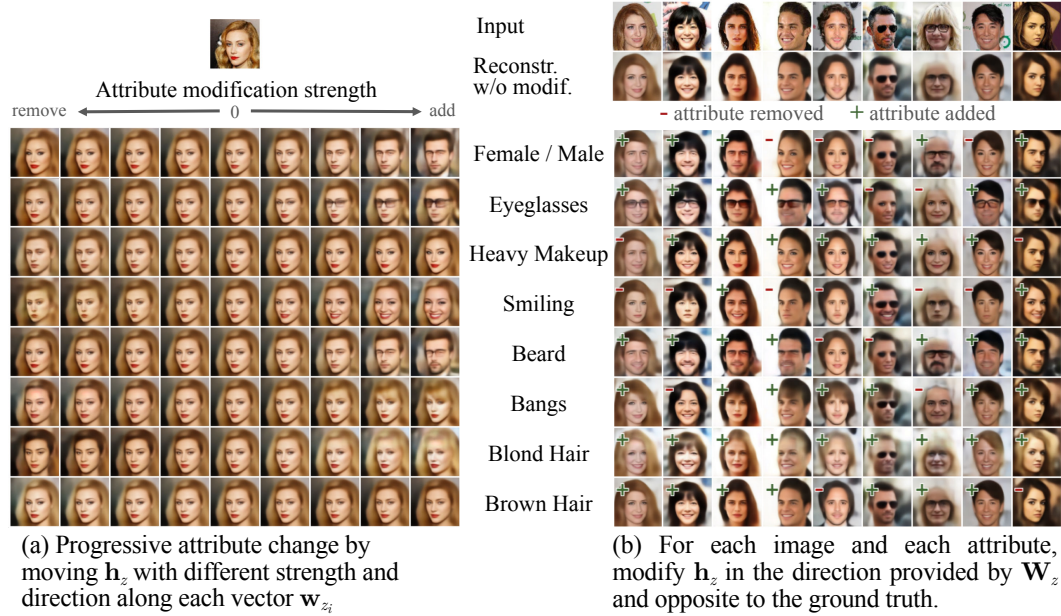 Input
Reconstr.
w/o modif.
Attribute modification strength
remove 0 add
- attribute removed + attribute added
Female / Male
Eyeglasses
Heavy Makeup
Smiling
Beard
Bangs
Blond Hair
Brown Hair
(a) Progressive attribute change by
moving h_z with different strength and
direction along each vector w_{z_i}
(b) For each image and each attribute,
modify h_z in the direction provided by W_z
and opposite to the ground truth.